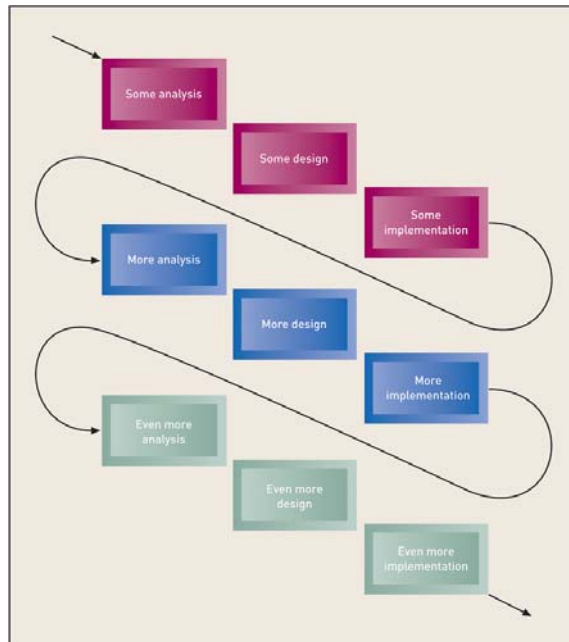 Some analysis
Some design
Some
implementation
More analysis
More design
More
implementation
Even more
analysis
Even more
design
Even more
implementation